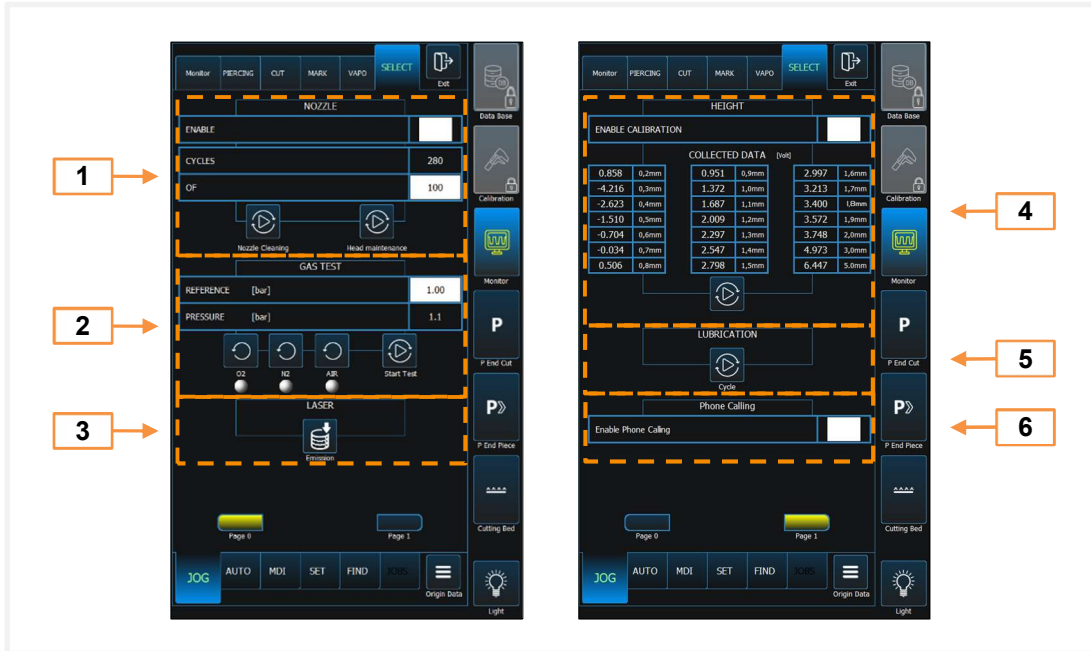 Monitor PIERCING CUT MARK VAPO SELECT Exit
NOZZLE
ENABLE
CYCLES 280
OF 100
Nozzle Cleaning Head maintenance
GAS TEST
REFERENCE [bar] 1.00
PRESSURE [bar] 1.1
O2 N2 AIR Start Test
LASER
Emission
Page 0 Page 1
JOG AUTO MDI SET FIND JOBS Origin Data
DB
Data Base
Calibration
Monitor
P
P End Cut
P»
P End Piece
Cutting Bed
Light
1
2
3
Monitor PIERCING CUT MARK VAPO SELECT Exit
HEIGHT
ENABLE CALIBRATION
COLLECTED DATA [Volt]
0.858 0,2mm 0.951 0,9mm 2.997 1,6mm
-4.216 0,3mm 1.372 1,0mm 3.213 1,7mm
-2.623 0,4mm 1.687 1,1mm 3.400 1,8mm
-1.510 0,5mm 2.009 1,2mm 3.572 1,9mm
-0.704 0,6mm 2.297 1,3mm 3.748 2,0mm
-0.034 0,7mm 2.547 1,4mm 4.973 3,0mm
0.506 0,8mm 2.798 1,5mm 6.447 5.0mm
LUBRICATION
Cycle
Phone Calling
Enable Phone Caling
Page 0 Page 1
JOG AUTO MDI SET FIND JOBS Origin Data
DB
Data Base
Calibration
Monitor
P
P End Cut
P»
P End Piece
Cutting Bed
Light
4
5
6